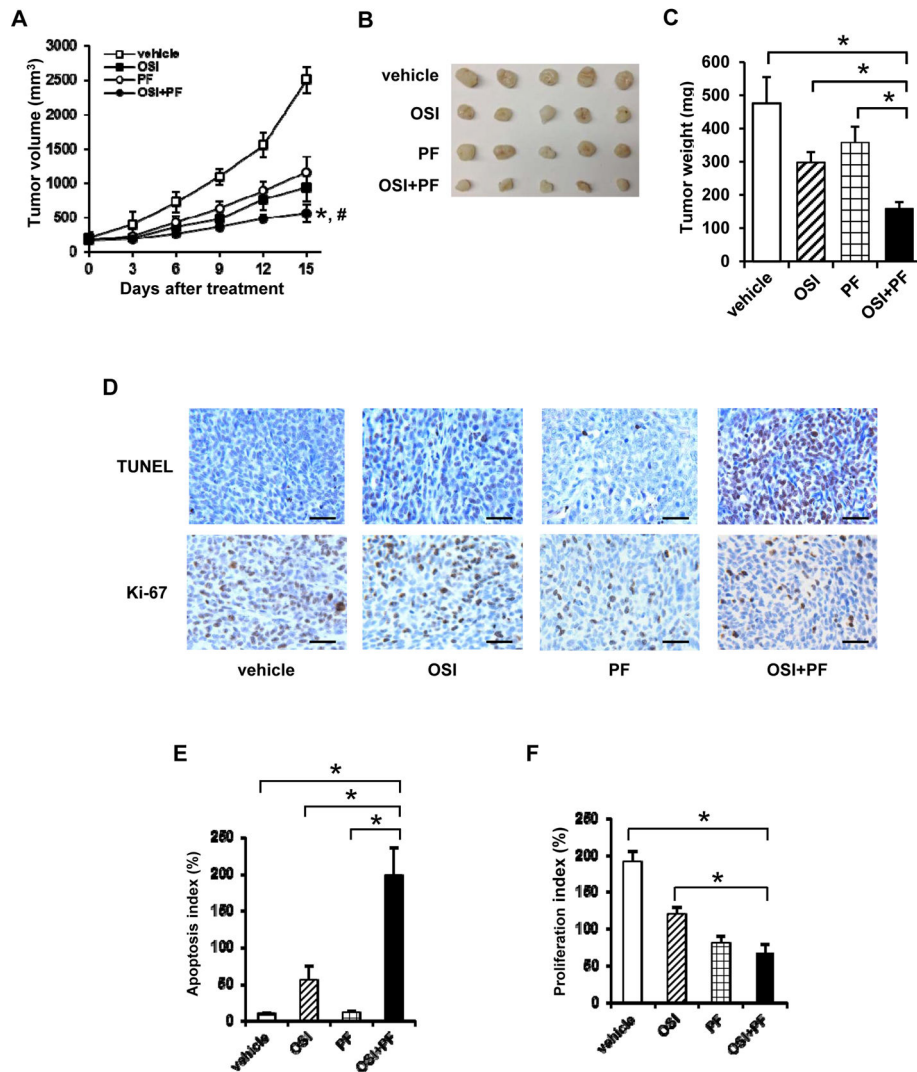 A
Tumor volume (mm³)
3000
2500
2000
1500
1000
500
0
0 3 6 9 12 15
Days after treatment
vehicle
OSI
PF
OSI+PF
*, #
B
vehicle
OSI
PF
OSI+PF
C
Tumor weight (mg)
600
500
400
300
200
100
0
* 
*
*
vehicle OSI PF OSI+PF
D
TUNEL
Ki-67
vehicle OSI PF OSI+PF
E
Apoptosis index (%)
250
200
150
100
50
0
*
*
*
vehicle OSI PF OSI+PF
F
Proliferation index (%)
250
200
150
100
50
0
*
*
vehicle OSI PF OSI+PF